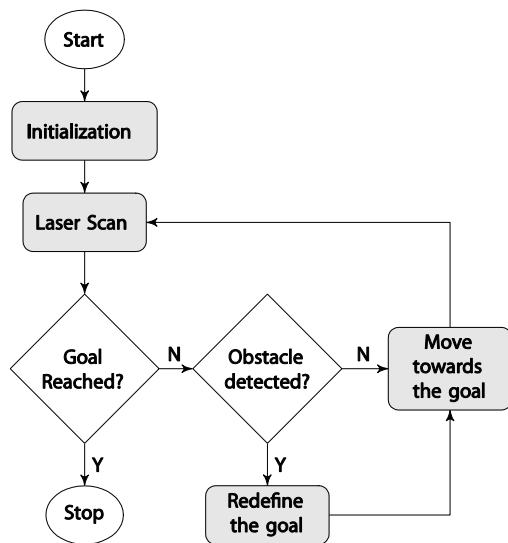 Start
Initialization
Laser Scan
Goal
Reached?
N
Obstacle
detected?
N
Move
towards
the goal
Y
Y
Stop
Redefine
the goal